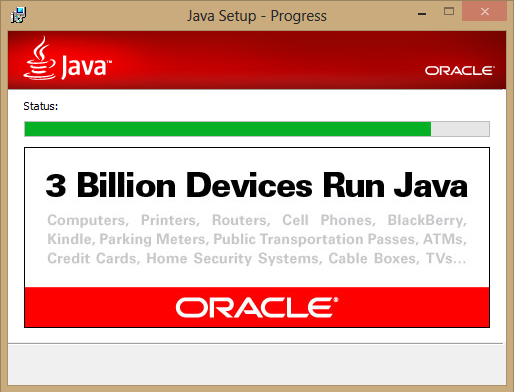 Java Setup - Progress
Java™
ORACLE®
Status:
3 Billion Devices Run Java
Computers, Printers, Routers, Cell Phones, BlackBerry,
Kindle, Parking Meters, Public Transportation Passes, ATMs,
Credit Cards, Home Security Systems, Cable Boxes, TVs...
ORACLE®